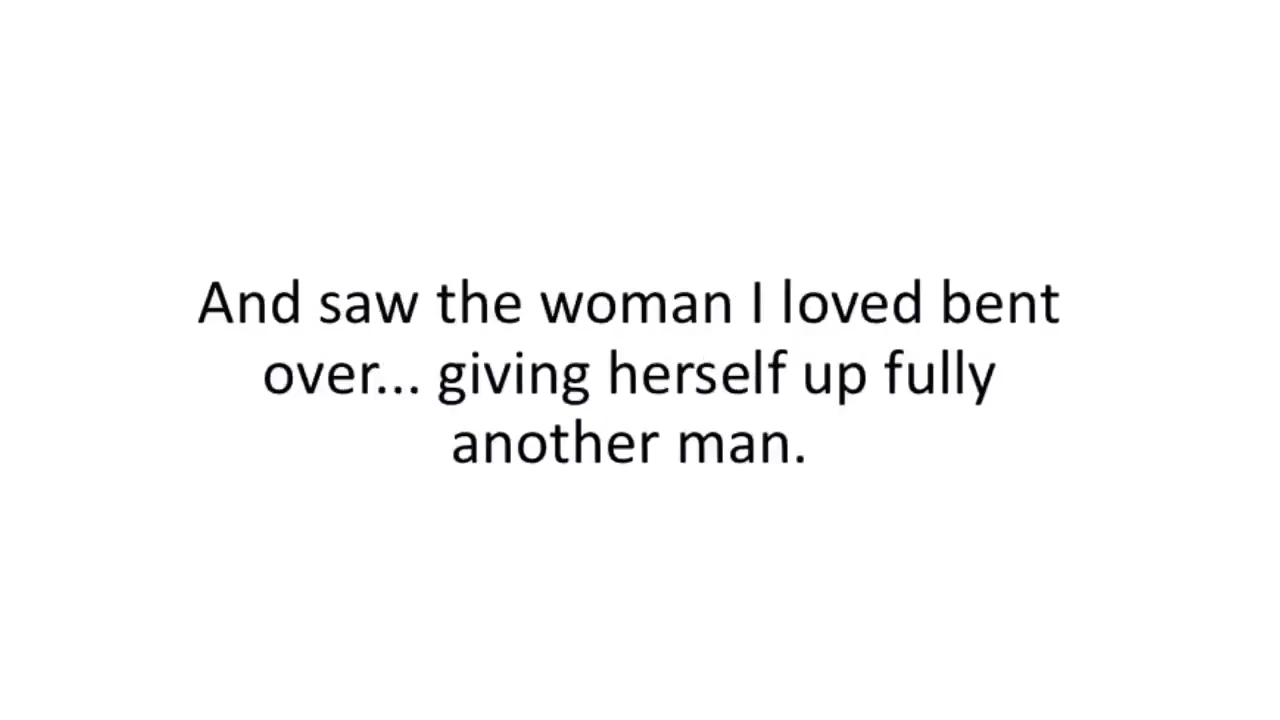 And saw the woman I loved bent
over... giving herself up fully
another man.